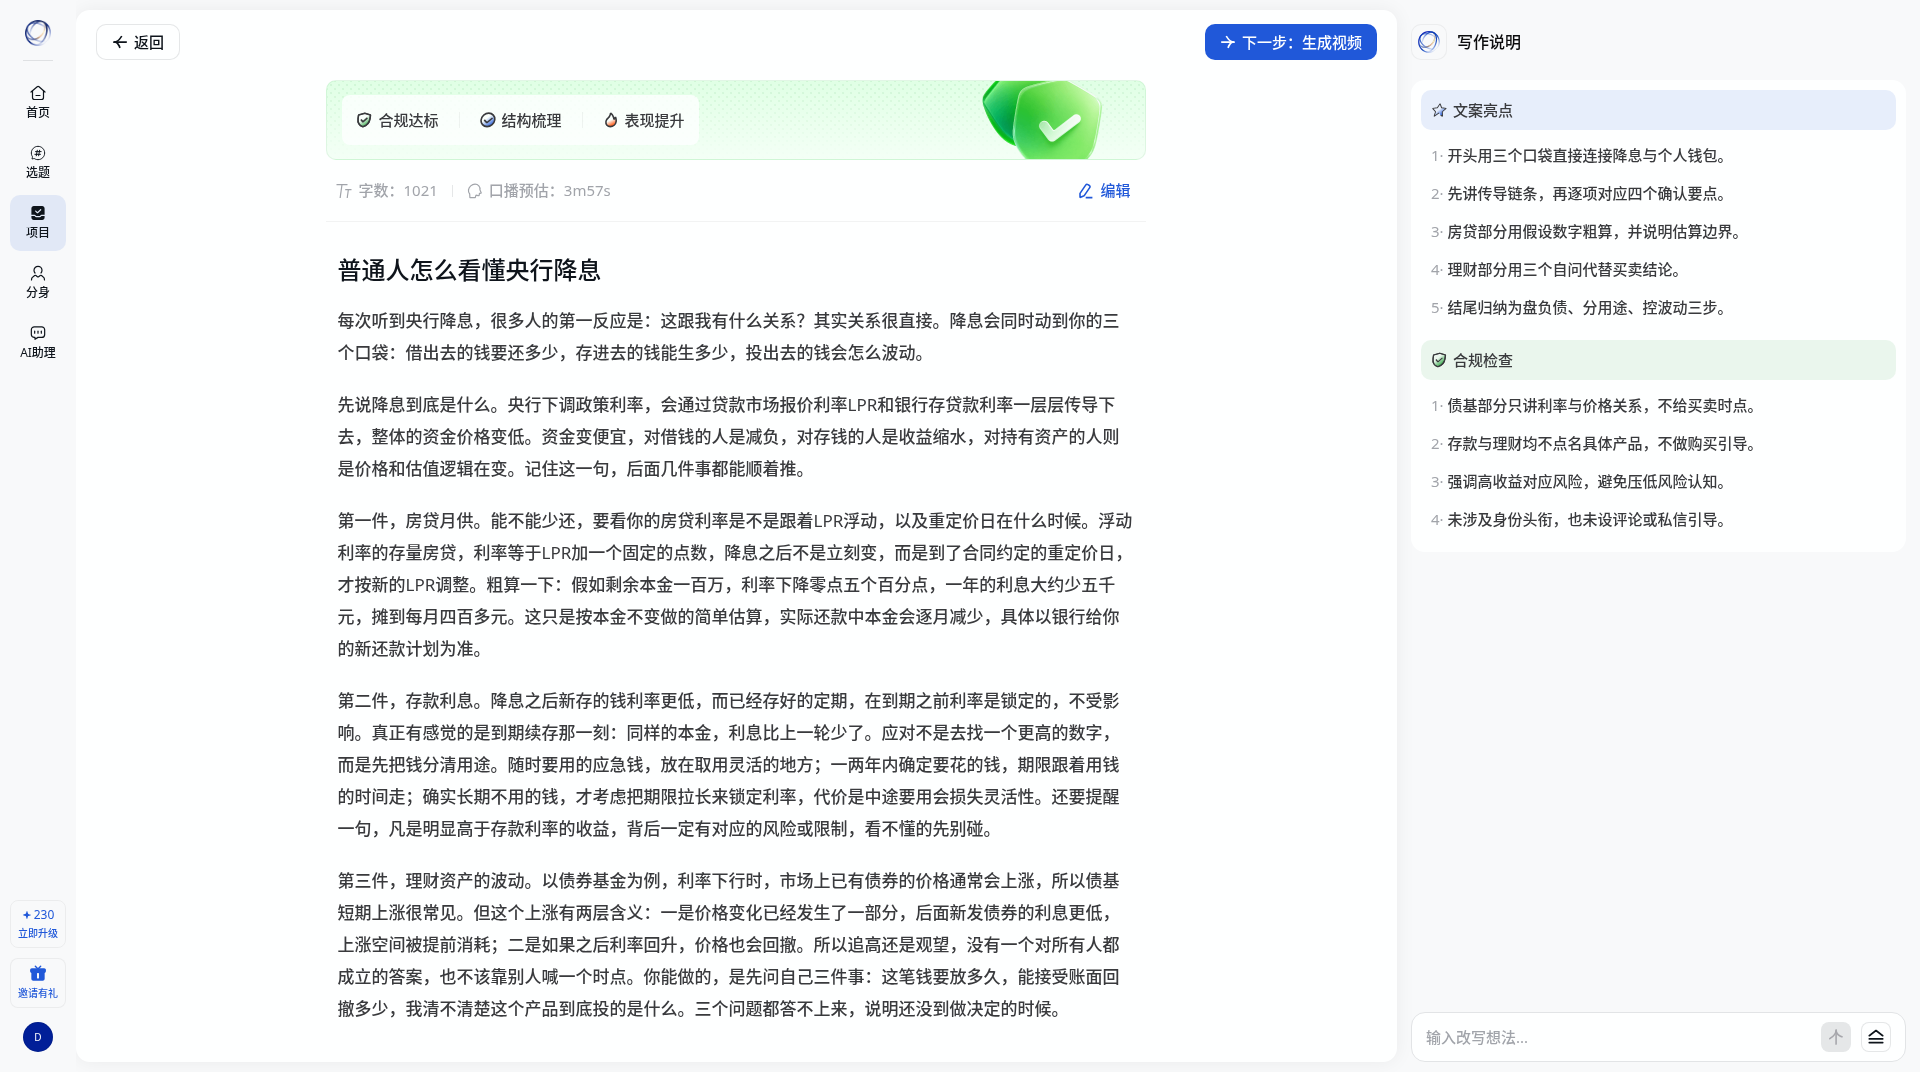 首页
选题
项目
分身
AI助理
230
立即升级
邀请有礼
D
返回
下一步：生成视频
合规达标
结构梳理
表现提升
字数：1021
口播预估：3m57s
编辑
普通人怎么看懂央行降息
每次听到央行降息，很多人的第一反应是：这跟我有什么关系？其实关系很直接。降息会同时动到你的三
个口袋：借出去的钱要还多少，存进去的钱能生多少，投出去的钱会怎么波动。
先说降息到底是什么。央行下调政策利率，会通过贷款市场报价利率LPR和银行存贷款利率一层层传导下
去，整体的资金价格变低。资金变便宜，对借钱的人是减负，对存钱的人是收益缩水，对持有资产的人则
是价格和估值逻辑在变。记住这一句，后面几件事都能顺着推。
第一件，房贷月供。能不能少还，要看你的房贷利率是不是跟着LPR浮动，以及重定价日在什么时候。浮动
利率的存量房贷，利率等于LPR加一个固定的点数，降息之后不是立刻变，而是到了合同约定的重定价日，
才按新的LPR调整。粗算一下：假如剩余本金一百万，利率下降零点五个百分点，一年的利息大约少五千
元，摊到每月四百多元。这只是按本金不变做的简单估算，实际还款中本金会逐月减少，具体以银行给你
的新还款计划为准。
第二件，存款利息。降息之后新存的钱利率更低，而已经存好的定期，在到期之前利率是锁定的，不受影
响。真正有感觉的是到期续存那一刻：同样的本金，利息比上一轮少了。应对不是去找一个更高的数字，
而是先把钱分清用途。随时要用的应急钱，放在取用灵活的地方；一两年内确定要花的钱，期限跟着用钱
的时间走；确实长期不用的钱，才考虑把期限拉长来锁定利率，代价是中途要用会损失灵活性。还要提醒
一句，凡是明显高于存款利率的收益，背后一定有对应的风险或限制，看不懂的先别碰。
第三件，理财资产的波动。以债券基金为例，利率下行时，市场上已有债券的价格通常会上涨，所以债基
短期上涨很常见。但这个上涨有两层含义：一是价格变化已经发生了一部分，后面新发债券的利息更低，
上涨空间被提前消耗；二是如果之后利率回升，价格也会回撤。所以追高还是观望，没有一个对所有人都
成立的答案，也不该靠别人喊一个时点。你能做的，是先问自己三件事：这笔钱要放多久，能接受账面回
撤多少，我清不清楚这个产品到底投的是什么。三个问题都答不上来，说明还没到做决定的时候。
写作说明
文案亮点
1· 开头用三个口袋直接连接降息与个人钱包。
2· 先讲传导链条，再逐项对应四个确认要点。
3· 房贷部分用假设数字粗算，并说明估算边界。
4· 理财部分用三个自问代替买卖结论。
5· 结尾归纳为盘负债、分用途、控波动三步。
合规检查
1· 债基部分只讲利率与价格关系，不给买卖时点。
2· 存款与理财均不点名具体产品，不做购买引导。
3· 强调高收益对应风险，避免压低风险认知。
4· 未涉及身份头衔，也未设评论或私信引导。
输入改写想法...